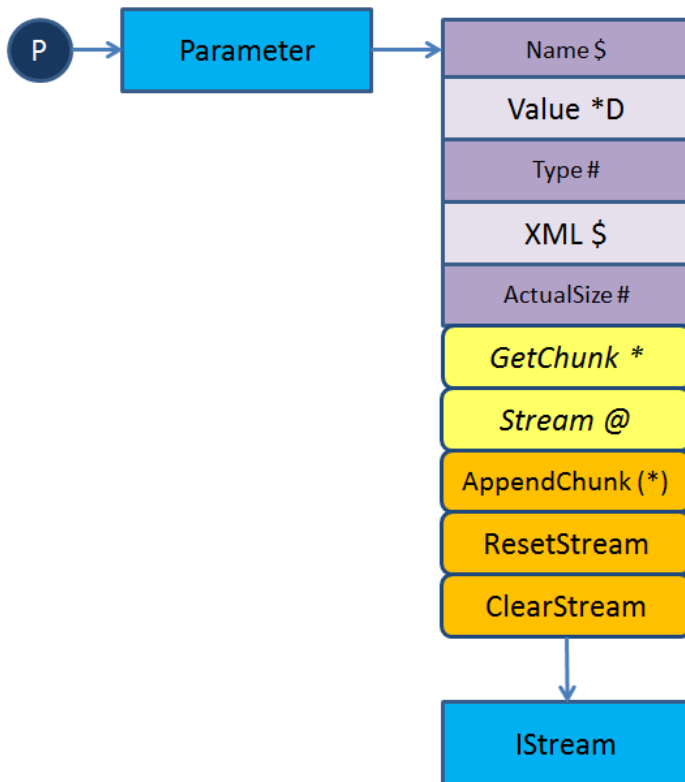 P
Parameter
Name $
Value *D
Type #
XML $
ActualSize #
GetChunk *
Stream @
AppendChunk (*)
ResetStream
ClearStream
IStream